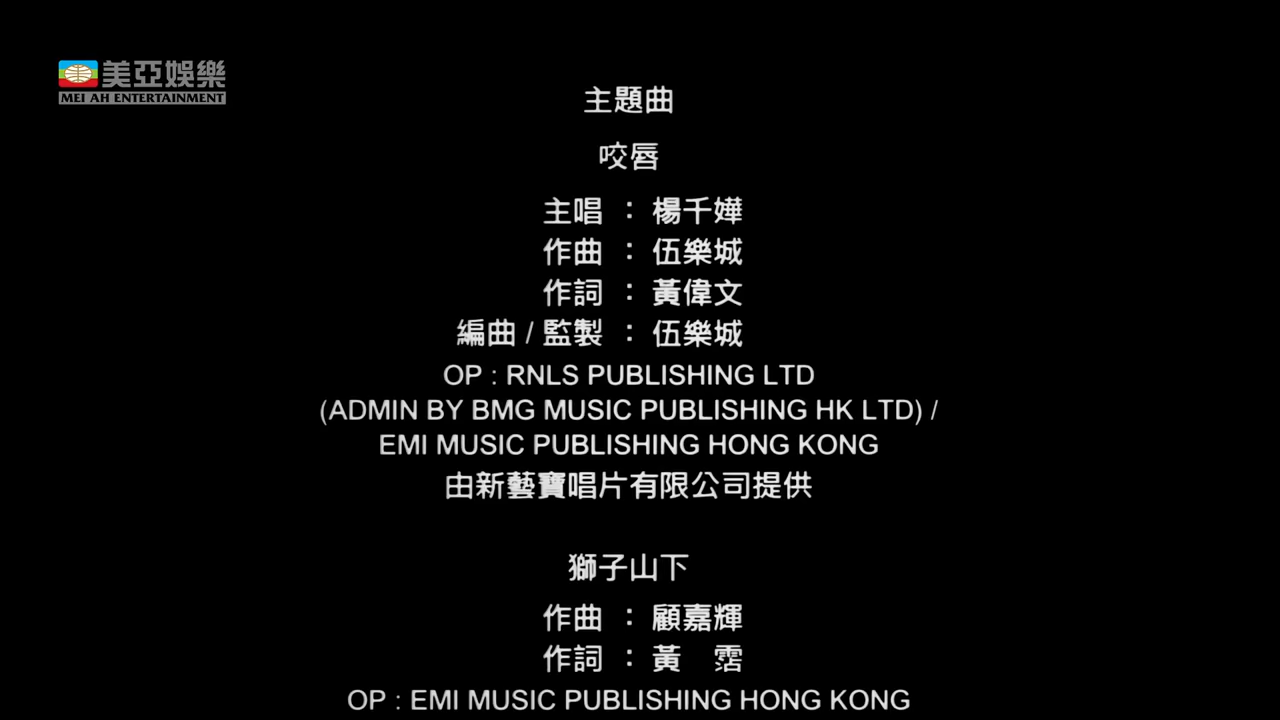 美亞娛樂
MEI AH ENTERTAINMENT
主題曲
咬唇
主唱 : 楊千嬅
作曲 : 伍樂城
作詞 : 黃偉文
編曲 / 監製 : 伍樂城
OP : RNLS PUBLISHING LTD
(ADMIN BY BMG MUSIC PUBLISHING HK LTD) /
EMI MUSIC PUBLISHING HONG KONG
由新藝寶唱片有限公司提供
獅子山下
作曲 : 顧嘉輝
作詞 : 黃 霑
OP : EMI MUSIC PUBLISHING HONG KONG